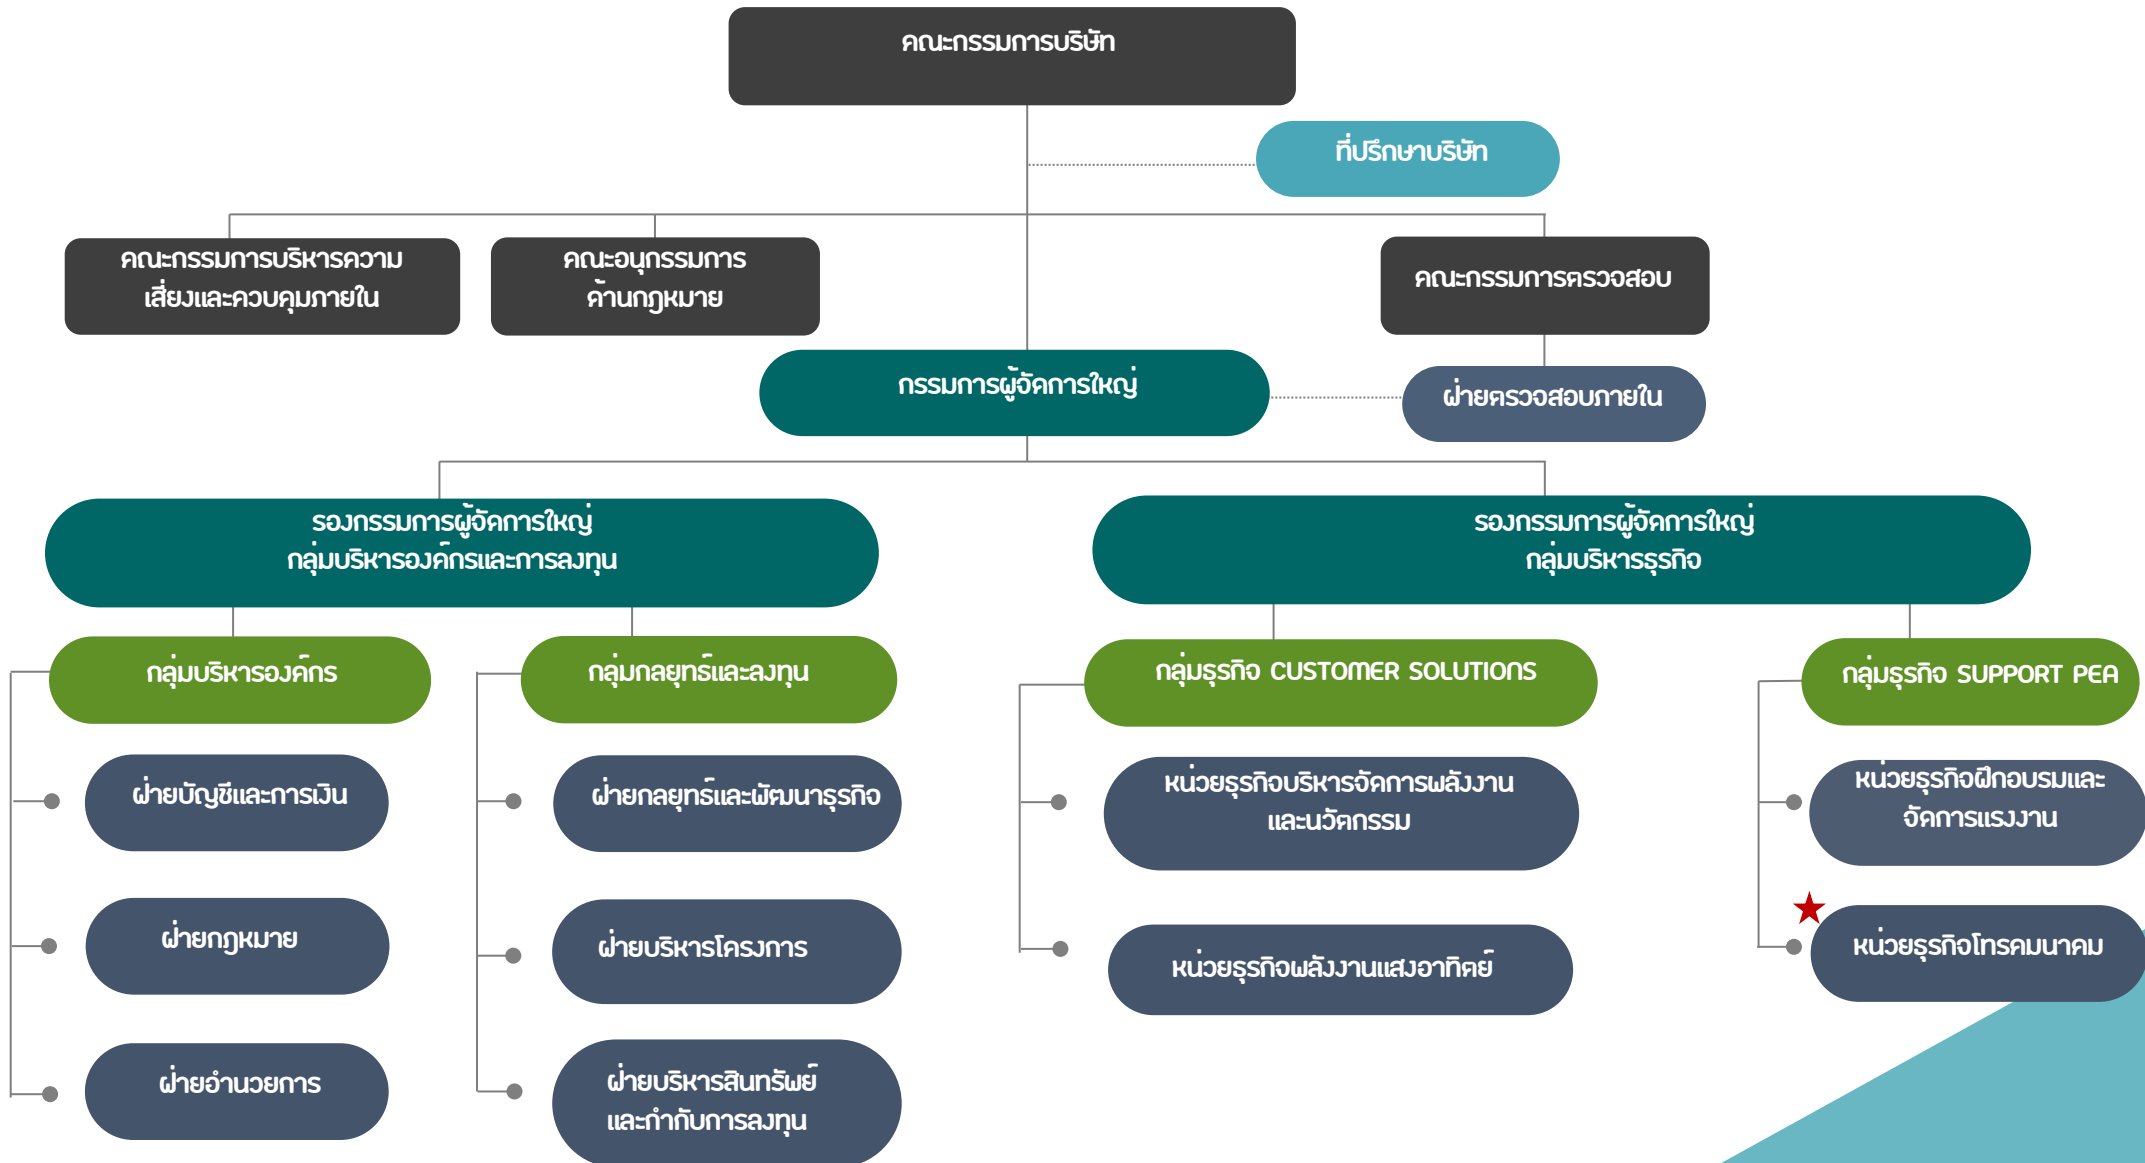 คณะกรรมการบริษัท
ที่ปรึกษาบริษัท
คณะกรรมการบริหารความ
เสี่ยงและควบคุมภายใน
คณะอนุกรรมการ
ด้านกฎหมาย
คณะกรรมการตรวจสอบ
กรรมการผู้จัดการใหญ่
ฝ่ายตรวจสอบภายใน
รองกรรมการผู้จัดการใหญ่
กลุ่มบริหารองค์กรและการลงทุน
รองกรรมการผู้จัดการใหญ่
กลุ่มบริหารธุรกิจ
กลุ่มบริหารองค์กร
ฝ่ายบัญชีและการเงิน
ฝ่ายกฎหมาย
ฝ่ายอำนวยการ
กลุ่มกลยุทธ์และลงทุน
ฝ่ายกลยุทธ์และพัฒนาธุรกิจ
ฝ่ายบริหารโครงการ
ฝ่ายบริหารสินทรัพย์
และกำกับการลงทุน
กลุ่มธุรกิจ CUSTOMER SOLUTIONS
หน่วยธุรกิจบริหารจัดการพลังงาน
และนวัตกรรม
หน่วยธุรกิจพลังงานแสงอาทิตย์
กลุ่มธุรกิจ SUPPORT PEA
หน่วยธุรกิจฝึกอบรมและ
จัดการแรงงาน
หน่วยธุรกิจโทรคมนาคม